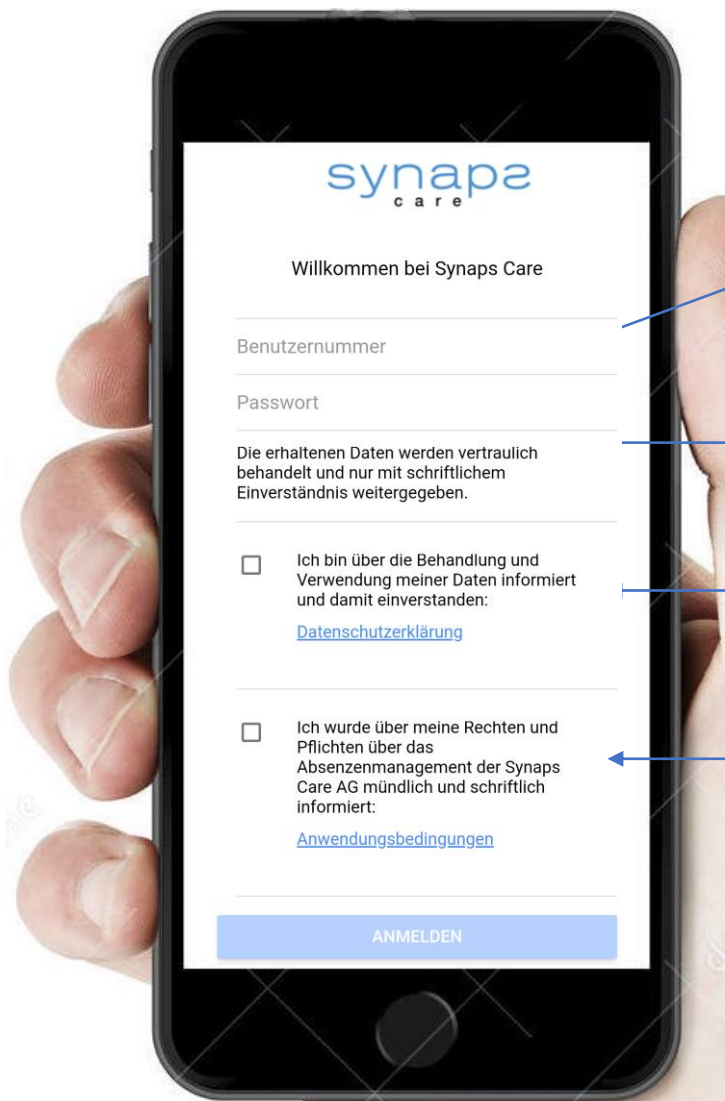 synaps
care
Willkommen bei Synaps Care
Benutzernummer
Passwort
Die erhaltenen Daten werden vertraulich
behandelt und nur mit schriftlichem
Einverständnis weitergegeben.
Ich bin über die Behandlung und
Verwendung meiner Daten informiert
und damit einverstanden:
Datenschutzerklärung
Ich wurde über meine Rechten und
Pflichten über das
Absenzenmanagement der Synaps
Care AG mündlich und schriftlich
informiert:
Anwendungsbedingungen
ANMELDEN